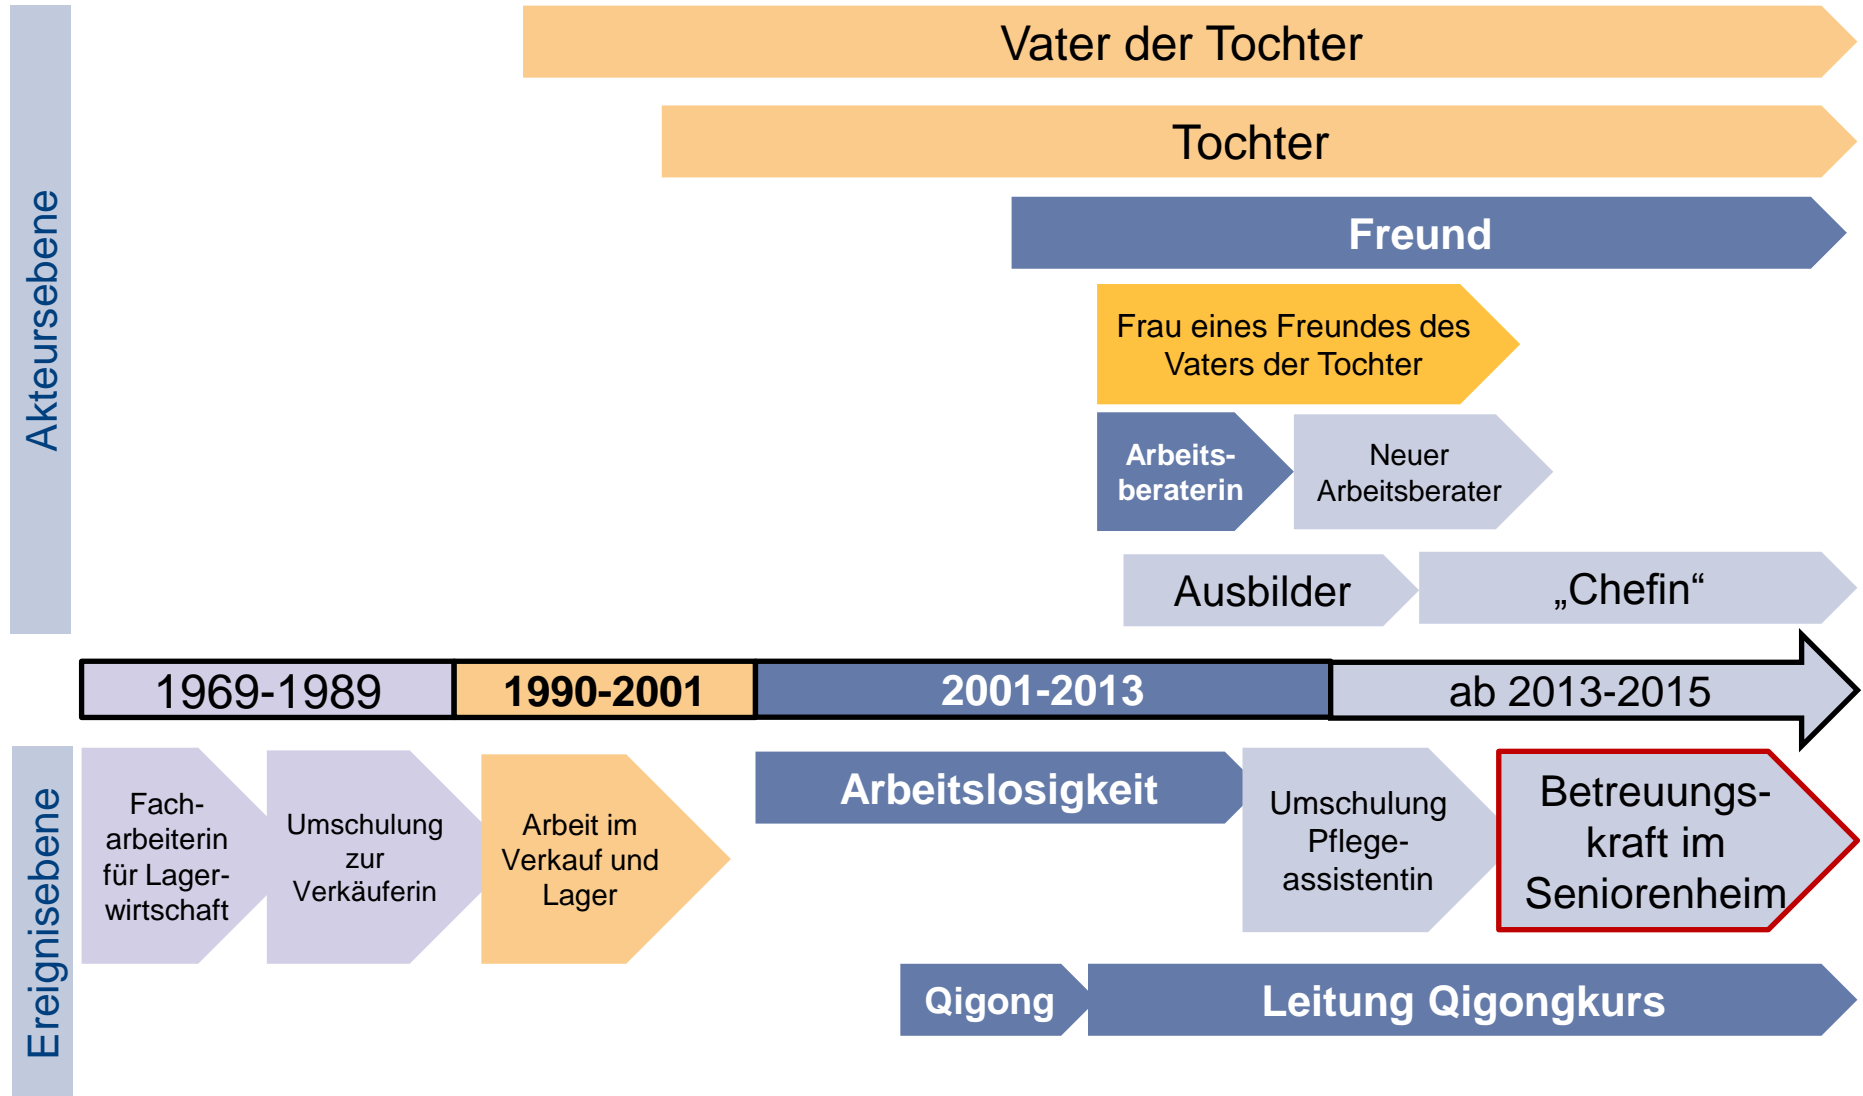 Akteursebene
Vater der Tochter
Tochter
Freund
Frau eines Freundes des
Vaters der Tochter
Arbeits-
beraterin
Neuer
Arbeitsberater
Ausbilder
„Chefin“
1969-1989
1990-2001
2001-2013
ab 2013-2015
Ereignisebene
Fach-
arbeiterin
für Lager-
wirtschaft
Umschulung
zur
Verkäuferin
Arbeit im
Verkauf und
Lager
Arbeitslosigkeit
Umschulung
Pflege-
assistentin
Betreuungs-
kraft im
Seniorenheim
Qigong
Leitung Qigongkurs